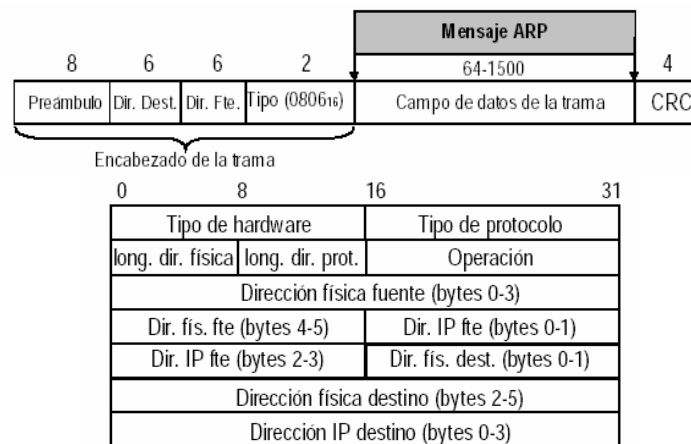 Mensaje ARP
8 6 6 2 64-1500 4
Preámbulo Dir. Dest. Dir. Fte. Tipo (0806₁₆) Campo de datos de la trama CRC
Encabezado de la trama
0 8 16 31
Tipo de hardware Tipo de protocolo
long. dir. física long. dir. prot. Operación
Dirección física fuente (bytes 0-3)
Dir. fís. fte (bytes 4-5) Dir. IP fte (bytes 0-1)
Dir. IP fte (bytes 2-3) Dir. fís. dest. (bytes 0-1)
Dirección física destino (bytes 2-5)
Dirección IP destino (bytes 0-3)